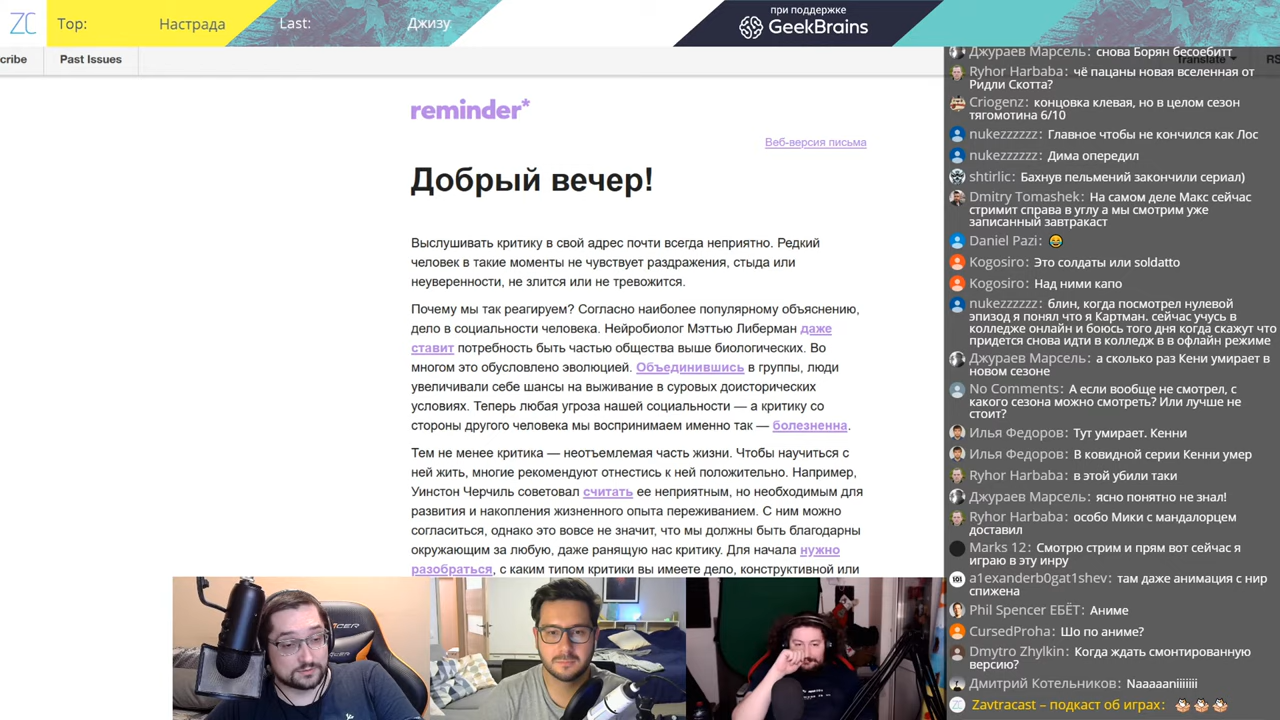 ZC
Top:
Настрада
Last:
Джизу
при поддержке
GeekBrains
cribe
Past Issues
Translate
RS
reminder*
Веб-версия письма
Добрый вечер!
Выслушивать критику в свой адрес почти всегда неприятно. Редкий
человек в такие моменты не чувствует раздражения, стыда или
неуверенности, не злится или не тревожится.
Почему мы так реагируем? Согласно наиболее популярному объяснению,
дело в социальности человека. Нейробиолог Мэттью Либерман даже
ставит потребность быть частью общества выше биологических. Во
многом это обусловлено эволюцией. Объединившись в группы, люди
увеличивали себе шансы на выживание в суровых доисторических
условиях. Теперь любая угроза нашей социальности — а критику со
стороны другого человека мы воспринимаем именно так — болезненна.
Тем не менее критика — неотъемлемая часть жизни. Чтобы научиться с
ней жить, многие рекомендуют отнестись к ней положительно. Например,
Уинстон Черчиль советовал считать ее неприятным, но необходимым для
развития и накопления жизненного опыта переживанием. С ним можно
согласиться, однако это вовсе не значит, что мы должны быть благодарны
окружающим за любую, даже ранящую нас критику. Для начала нужно
разобраться, с каким типом критики вы имеете дело, конструктивной или
Джураев Марсель: снова Борян бесоебитт
Ryhor Harbaba: чё пацаны новая вселенная от
Ридли Скотта?
Criogenz: концовка клевая, но в целом сезон
тягомотина 6/10
nukezzzzzz: Главное чтобы не кончился как Лос
nukezzzzzz: Дима опередил
shtirlic: Бахнув пельмений закончили сериал)
Dmitry Tomashek: На самом деле Макс сейчас
стримит справа в углу а мы смотрим уже
записанный завтракаст
Daniel Pazi: 😂
Kogosiro: Это солдаты или soldatto
Kogosiro: Над ними капо
nukezzzzzz: блин, когда посмотрел нулевой
эпизод я понял что я Картман. сейчас учусь в
колледже онлайн и боюсь того дня когда скажут что
придется снова идти в колледж в в офлайн режиме
Джураев Марсель: а сколько раз Кени умирает в
новом сезоне
No Comments: А если вообще не смотрел, с
какого сезона можно смотреть? Или лучше не
стоит?
Илья Федоров: Тут умирает. Кенни
Илья Федоров: В ковидной серии Кенни умер
Ryhor Harbaba: в этой убили таки
Джураев Марсель: ясно понятно не знал!
Ryhor Harbaba: особо Мики с мандалорцем
доставил
Marks 12: Смотрю стрим и прям вот сейчас я
играю в эту инру
a1exanderb0gat1shev: там даже анимация с нир
спижена
Phil Spencer ЕБЁТ: Аниме
CursedProha: Шо по аниме?
Dmytro Zhylkin: Когда ждать смонтированную
версию?
Дмитрий Котельников: Naaaaaniiiiiii
Zavtracast – подкаст об играх: